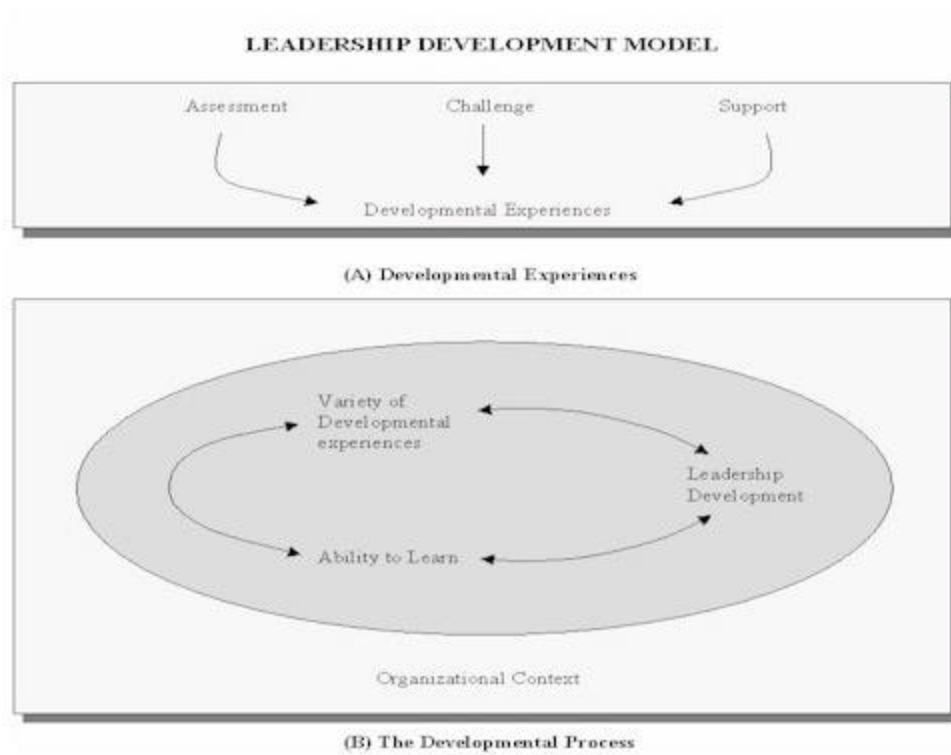 LEADERSHIP DEVELOPMENT MODEL
Assessment
Challenge
Support
Developmental Experiences
(A) Developmental Experiences
Variety of
Developmental
experiences
Leadership
Development
Ability to Learn
Organizational Context
(B) The Developmental Process